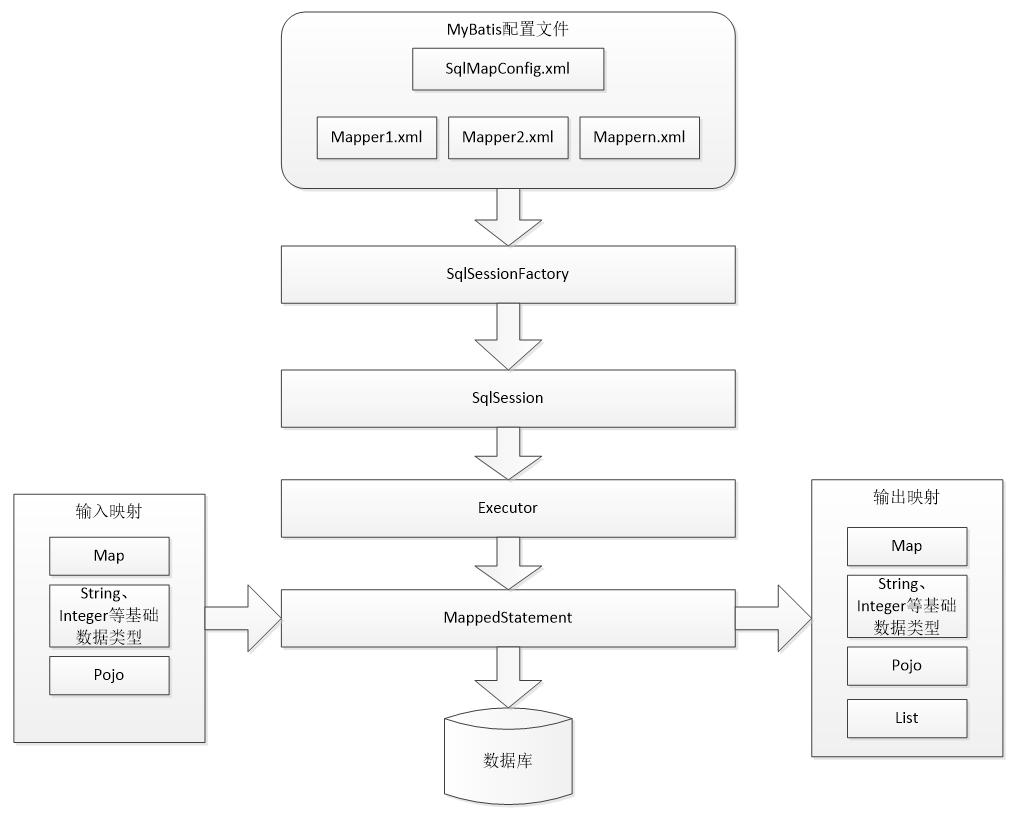 MyBatis配置文件
SqlMapConfig.xml
Mapper1.xml
Mapper2.xml
Mappern.xml
SqlSessionFactory
SqlSession
Executor
输入映射
Map
String、
Integer等基础
数据类型
Pojo
MappedStatement
输出映射
Map
String、
Integer等基础
数据类型
Pojo
List
数据库